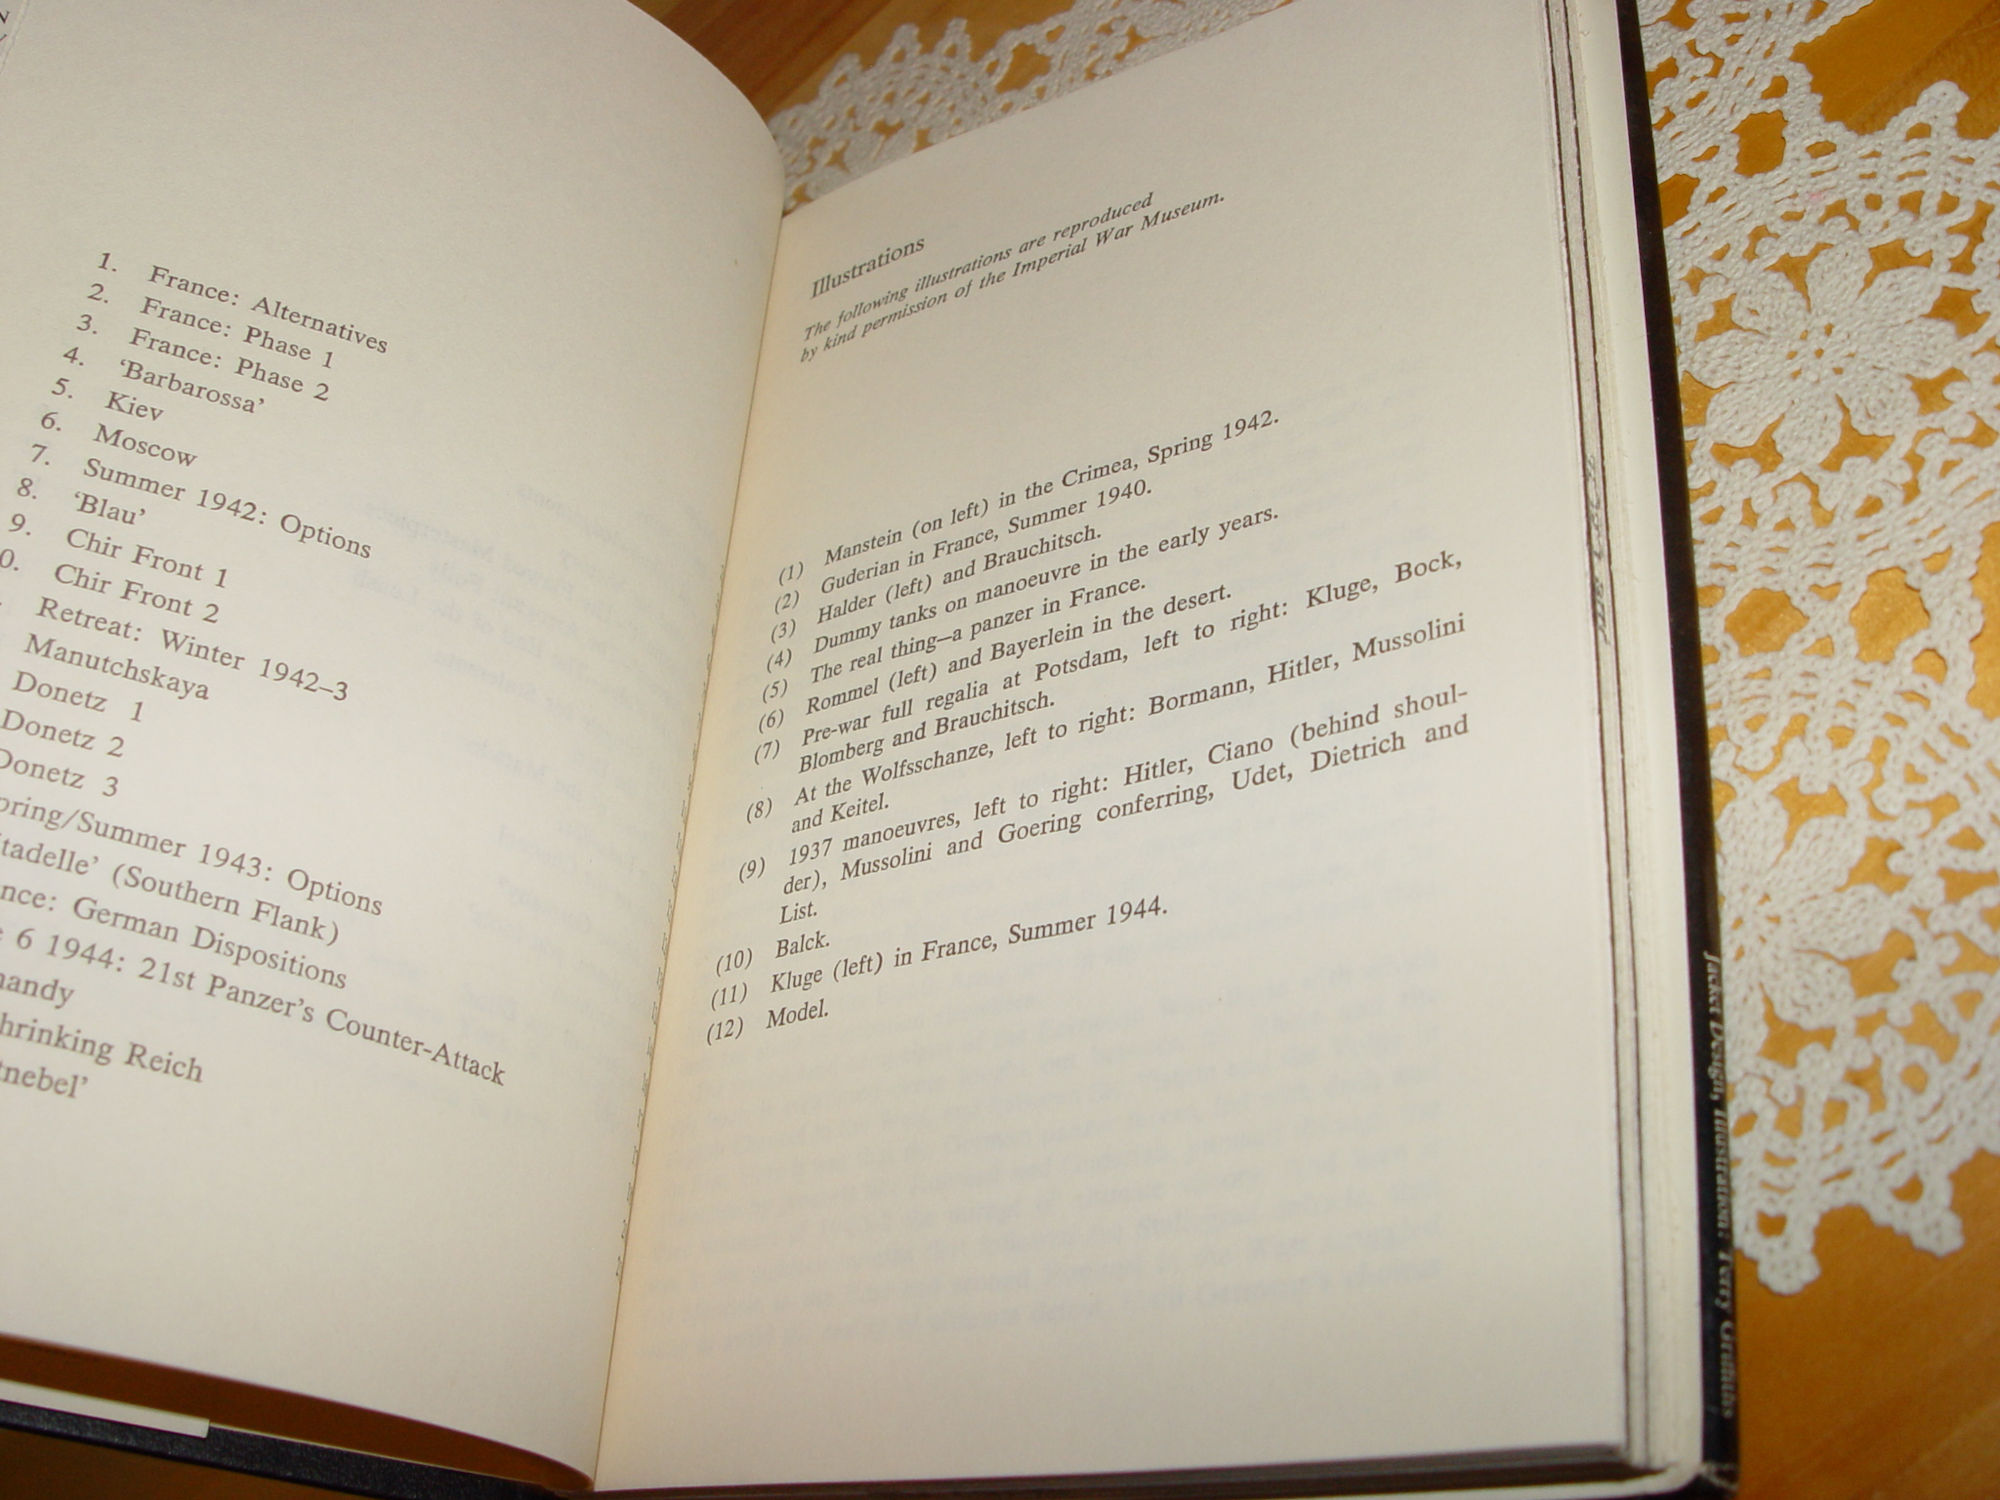 1. France: Alternatives
2. France: Phase 1
3. France: Phase 2
4. ‘Barbarossa’
5. Kiev
6. Moscow
7. Summer 1942: Options
8. ‘Blau’
9. Chir Front 1
0. Chir Front 2
Retreat: Winter 1942–3
Manutchskaya
Donetz 1
Donetz 2
Donetz 3
pring/Summer 1943: Options
tadelle’ (Southern Flank)
nce: German Dispositions
6 1944: 21st Panzer’s Counter-Attack
andy
hrinking Reich
nebel’
Illustrations
The following illustrations are reproduced
by kind permission of the Imperial War Museum.
(1) Manstein (on left) in the Crimea, Spring 1942.
(2) Guderian in France, Summer 1940.
(3) Halder (left) and Brauchitsch.
(4) Dummy tanks on manoeuvre in the early years.
(5) The real thing—a panzer in France.
(6) Rommel (left) and Bayerlein in the desert.
(7) Pre-war full regalia at Potsdam, left to right: Kluge, Bock,
Blomberg and Brauchitsch.
(8) At the Wolfsschanze, left to right: Bormann, Hitler, Mussolini
and Keitel.
(9) 1937 manoeuvres, left to right: Hitler, Ciano (behind shoul-
der), Mussolini and Goering conferring, Udet, Dietrich and
List.
(10) Balck.
(11) Kluge (left) in France, Summer 1944.
(12) Model.
Jacket Design, Illustration: Terry Griffiths